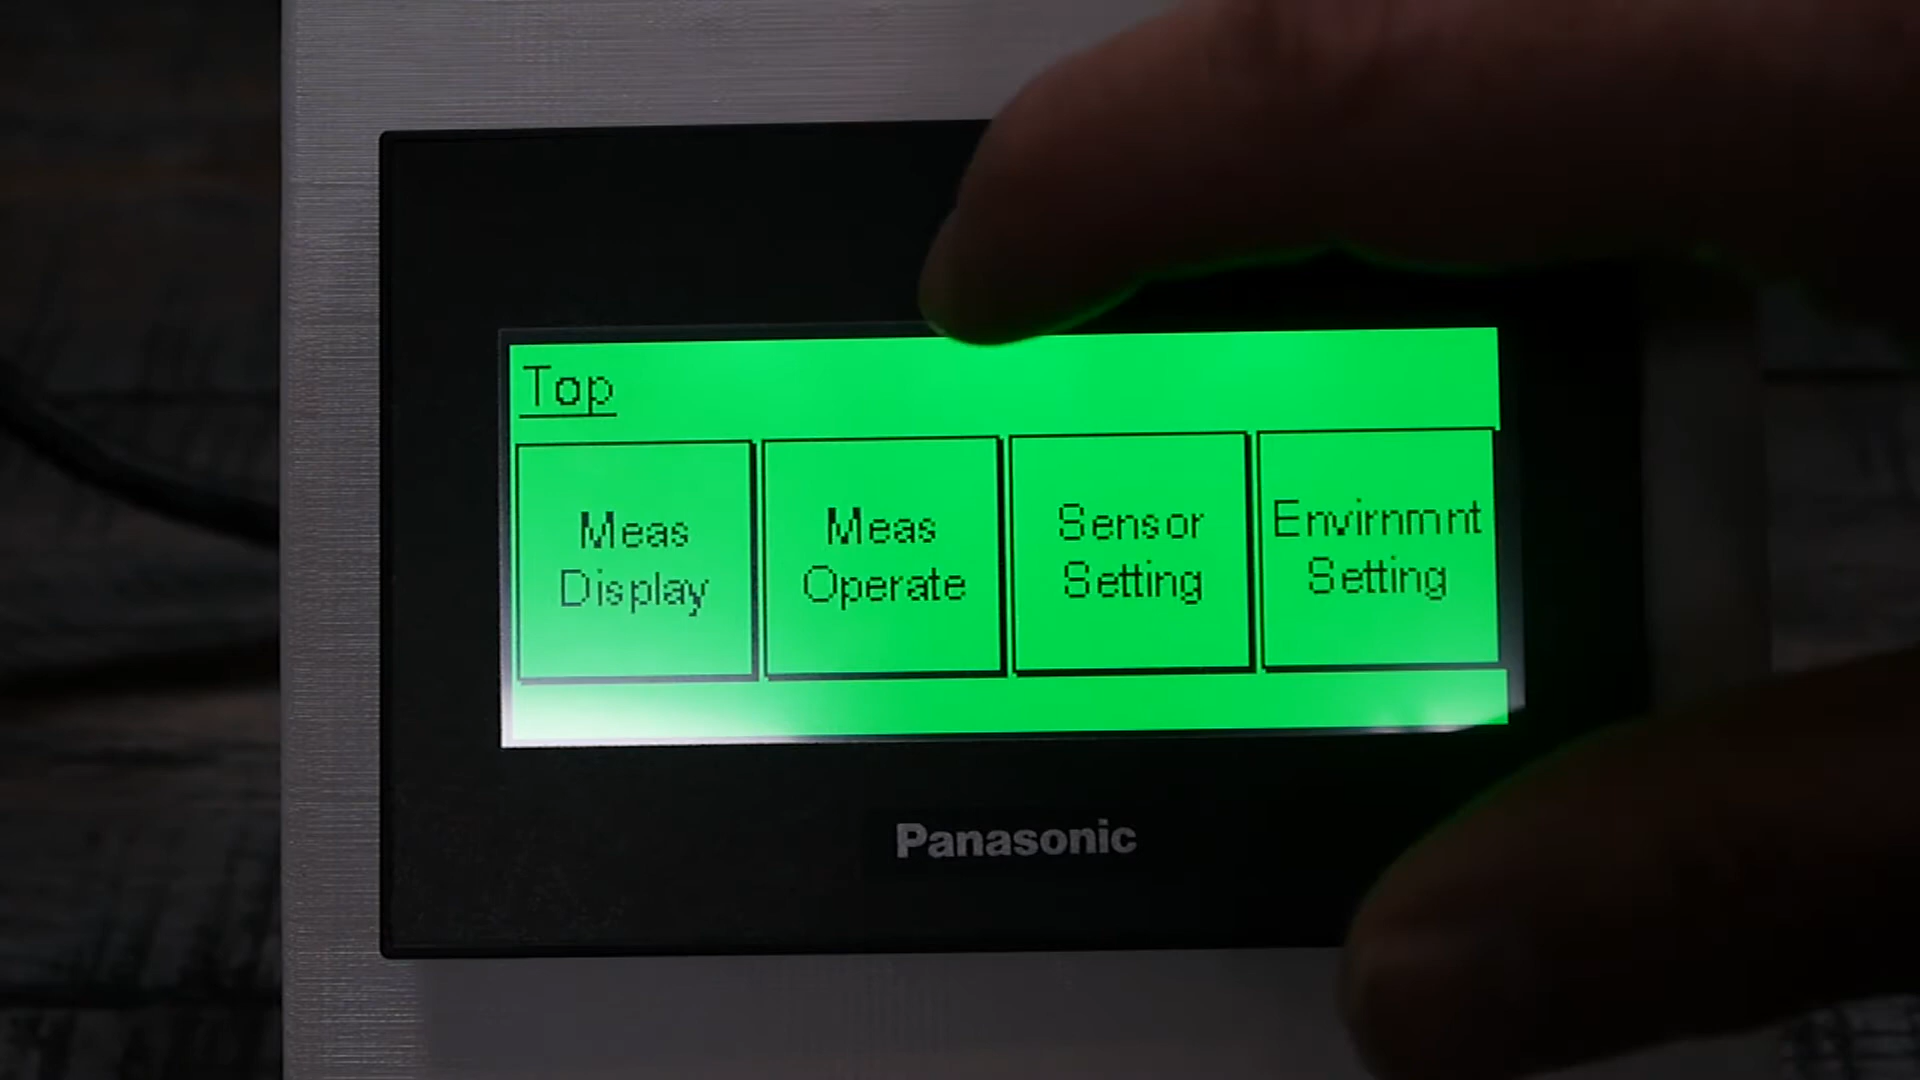 Top
Meas
Display
Meas
Operate
Sensor
Setting
Envirnmnt
Setting
Panasonic